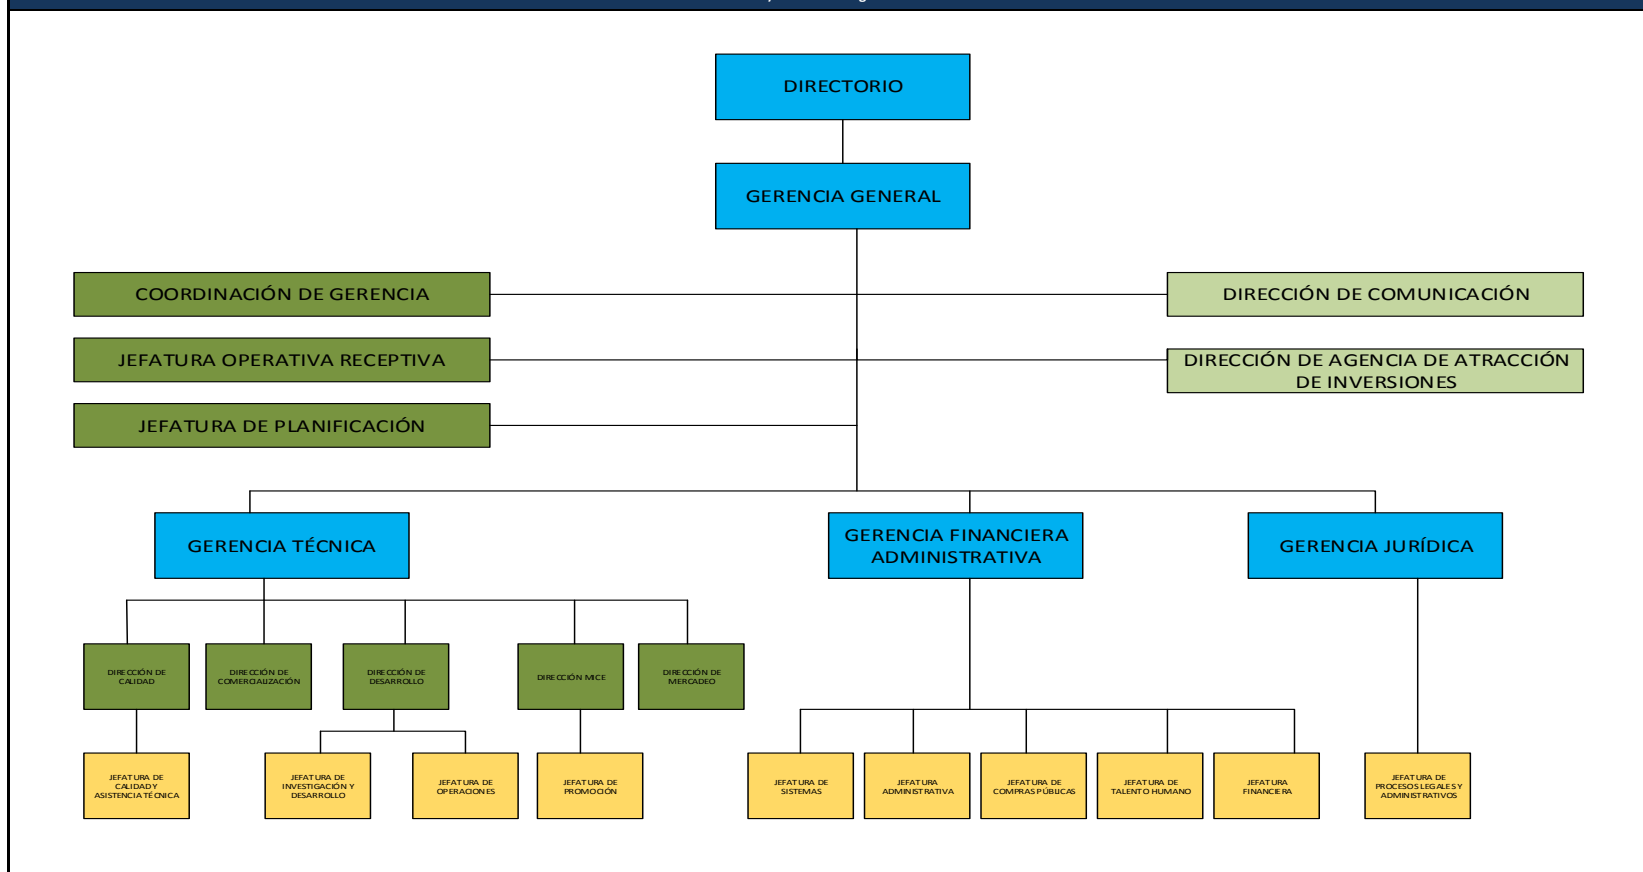 DIRECTORIO
GERENCIA GENERAL
COORDINACIÓN DE GERENCIA
DIRECCIÓN DE COMUNICACIÓN
JEFATURA OPERATIVA RECEPTIVA
DIRECCIÓN DE AGENCIA DE ATRACCIÓN
DE INVERSIONES
JEFATURA DE PLANIFICACIÓN
GERENCIA TÉCNICA
GERENCIA FINANCIERA
ADMINISTRATIVA
GERENCIA JURÍDICA
DIRECCIÓN DE
CALIDAD
DIRECCIÓN DE
COMERCIALIZACIÓN
DIRECCIÓN DE
DESARROLLO
DIRECCIÓN MICE
DIRECCIÓN DE
MERCADEO
JEFATURA DE
CALIDAD Y
ASISTENCIA TÉCNICA
JEFATURA DE
INVESTIGACIÓN Y
DESARROLLO
JEFATURA DE
OPERACIONES
JEFATURA DE
PROMOCIÓN
JEFATURA DE
SISTEMAS
JEFATURA
ADMINISTRATIVA
JEFATURA DE
COMPRAS PÚBLICAS
JEFATURA DE
TALENTO HUMANO
JEFATURA
FINANCIERA
JEFATURA DE
PROCESOS LEGALES Y
ADMINISTRATIVOS